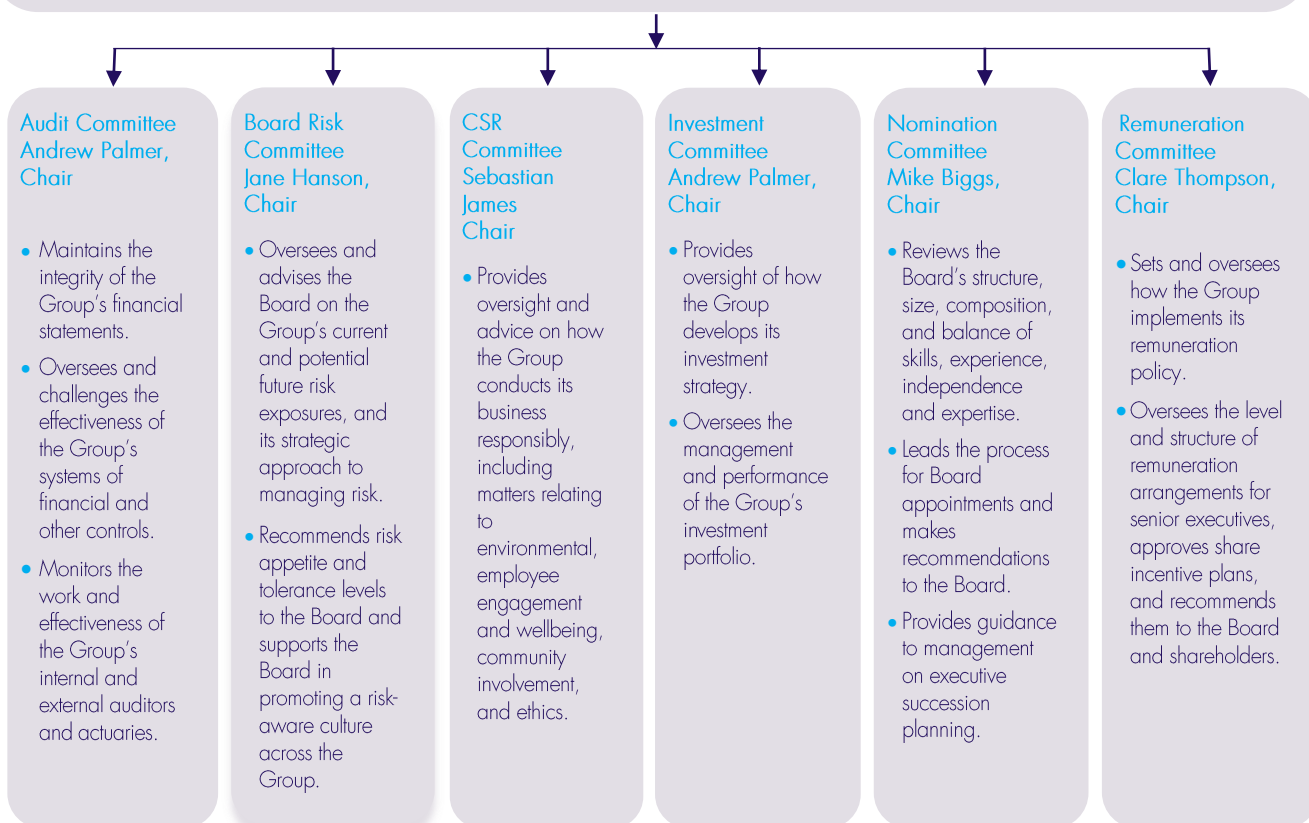 Audit Committee
Andrew Palmer,
Chair
• Maintains the
integrity of the
Group's financial
statements.
• Oversees and
challenges the
effectiveness of
the Group's
systems of
financial and
other controls.
• Monitors the
work and
effectiveness of
the Group's
internal and
external auditors
and actuaries.
Board Risk
Committee
Jane Hanson,
Chair
• Oversees and
advises the
Board on the
Group's current
and potential
future risk
exposures, and
its strategic
approach to
managing risk.
• Recommends risk
appetite and
tolerance levels
to the Board and
supports the
Board in
promoting a risk-
aware culture
across the
Group.
CSR
Committee
Sebastian
James
Chair
• Provides
oversight and
advice on how
the Group
conducts its
business
responsibly,
including
matters relating
to
environmental,
employee
engagement
and wellbeing,
community
involvement,
and ethics.
Investment
Committee
Andrew Palmer,
Chair
• Provides
oversight of how
the Group
develops its
investment
strategy.
• Oversees the
management
and performance
of the Group's
investment
portfolio.
Nomination
Committee
Mike Biggs,
Chair
• Reviews the
Board's structure,
size, composition,
and balance of
skills, experience,
independence
and expertise.
• Leads the process
for Board
appointments and
makes
recommendations
to the Board.
• Provides guidance
to management
on executive
succession
planning.
Remuneration
Committee
Clare Thompson,
Chair
• Sets and oversees
how the Group
implements its
remuneration
policy.
• Oversees the level
and structure of
remuneration
arrangements for
senior executives,
approves share
incentive plans,
and recommends
them to the Board
and shareholders.